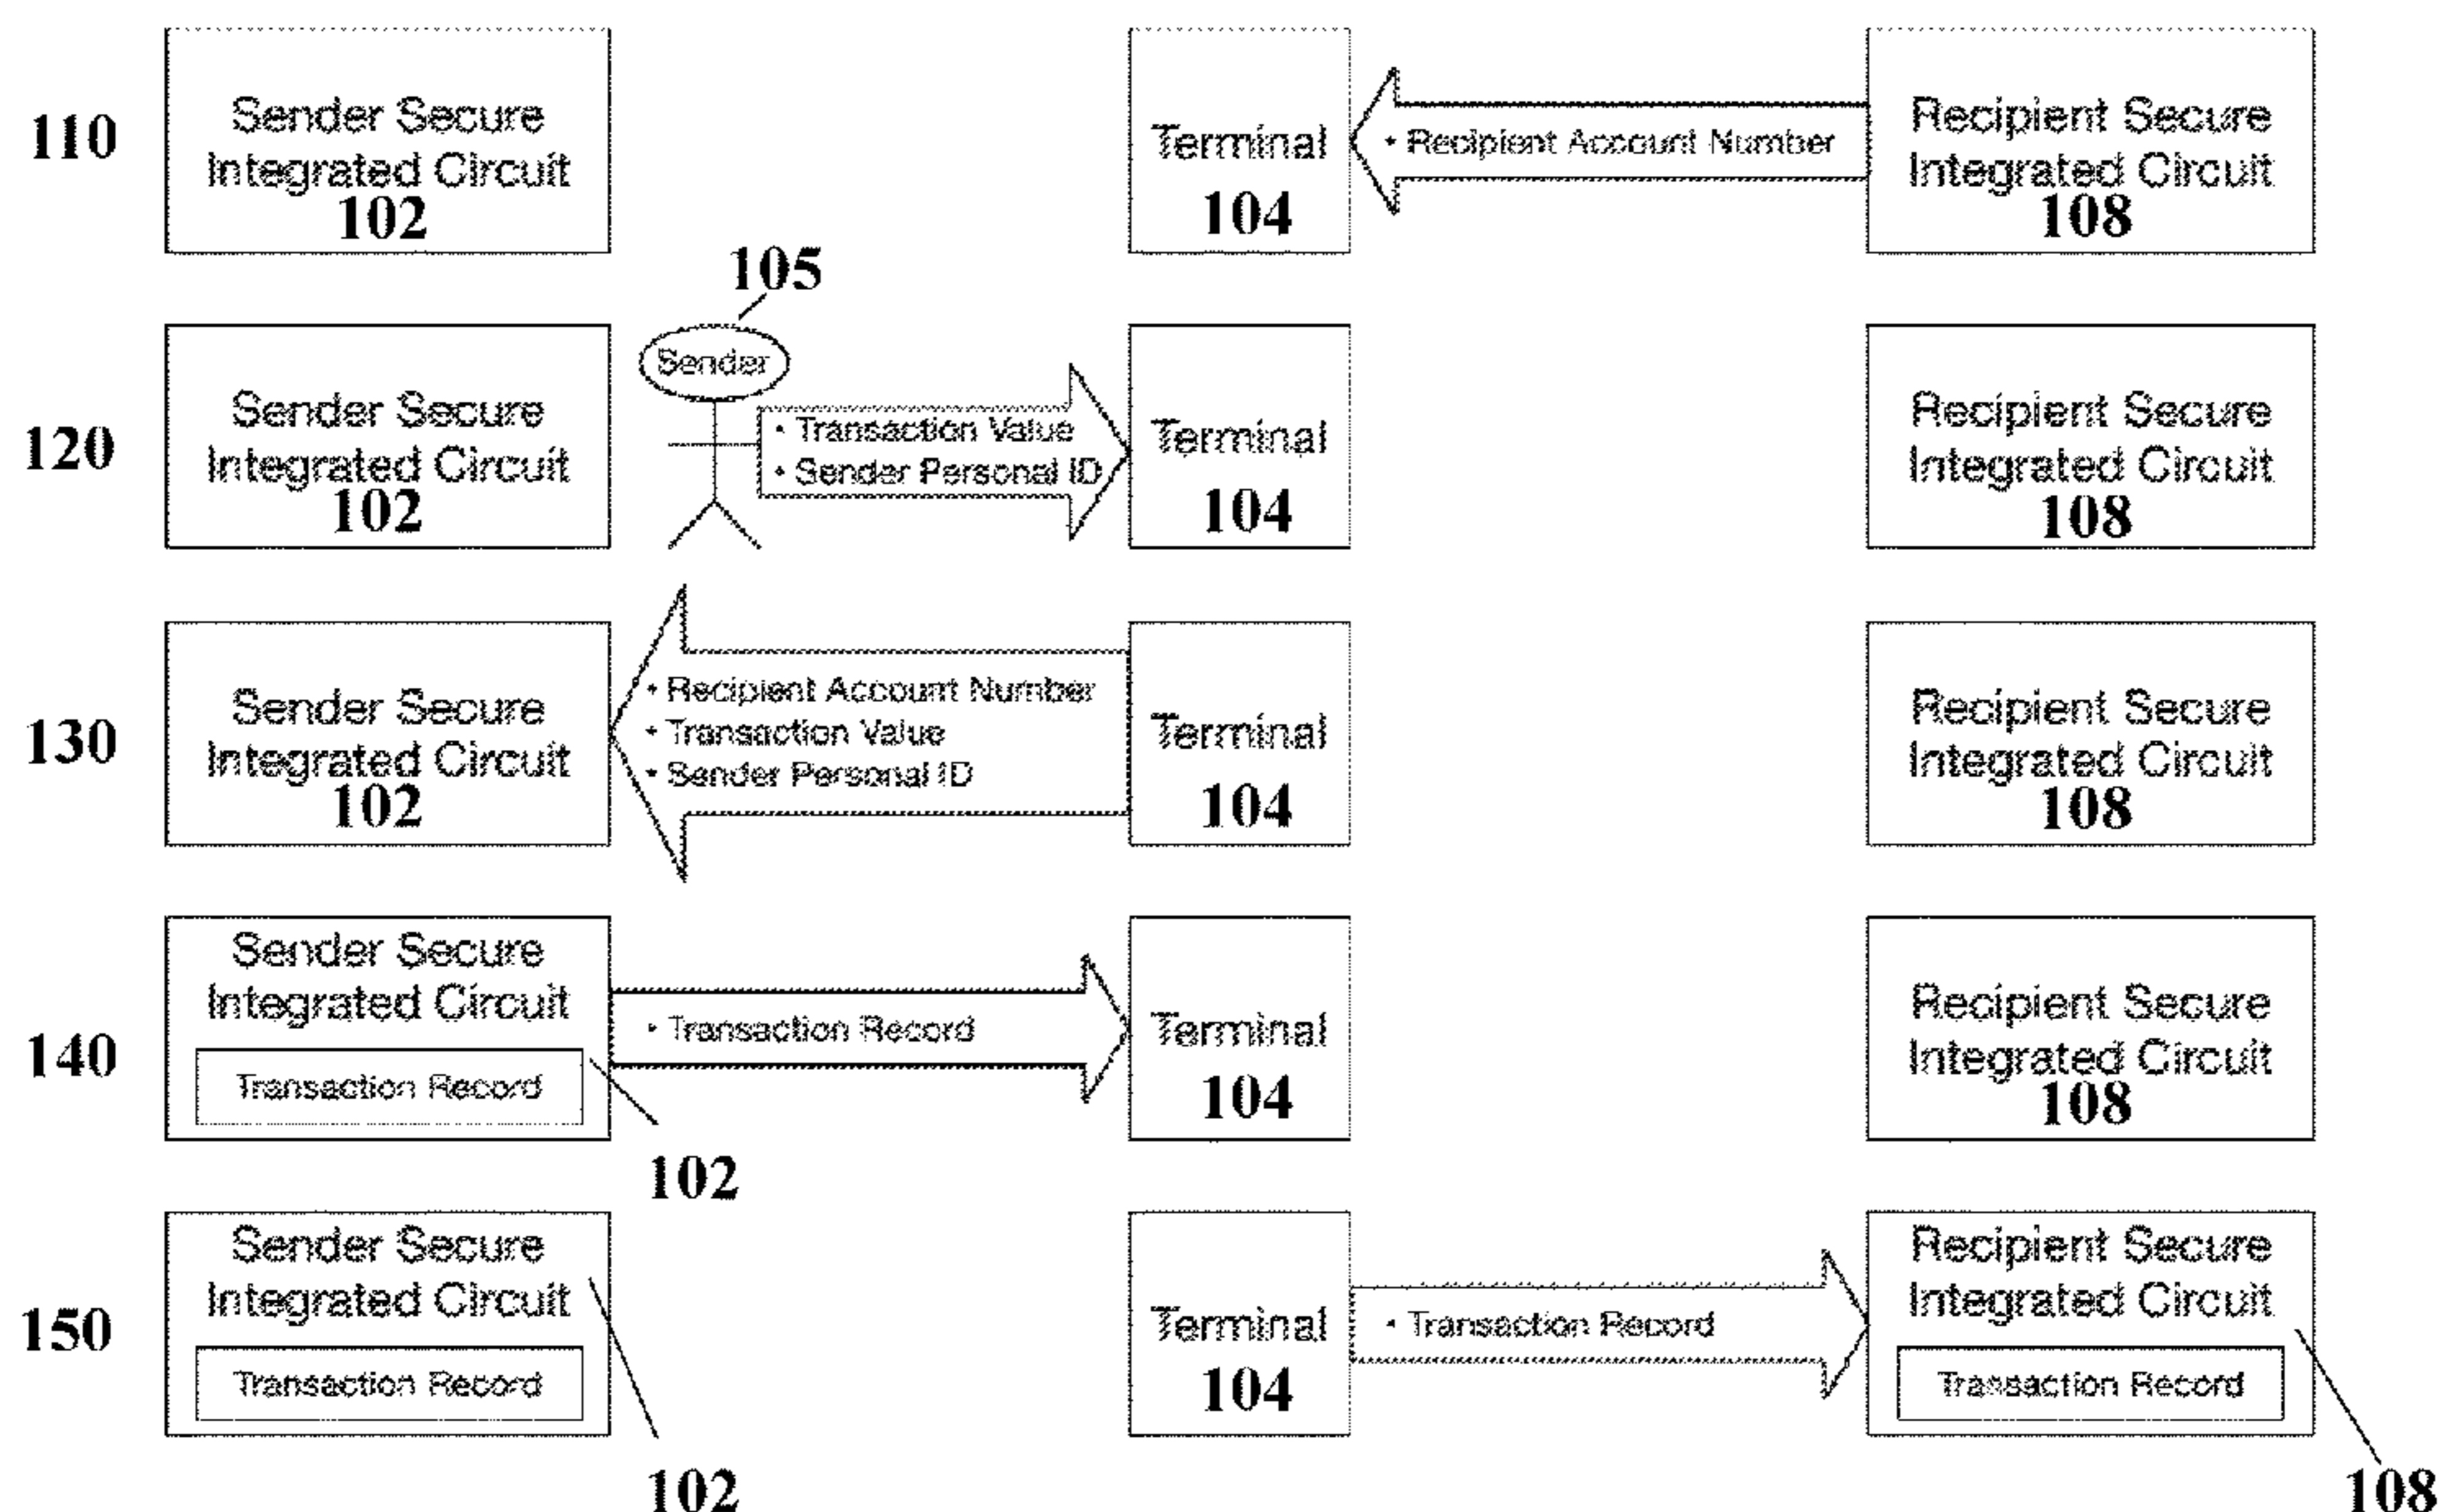 110
Sender Secure
Integrated Circuit
102
Terminal
104
• Recipient Account Number
Recipient Secure
Integrated Circuit
108
105
120
Sender Secure
Integrated Circuit
102
Sender
• Transaction Value
• Sender Personal ID
Terminal
104
Recipient Secure
Integrated Circuit
108
130
Sender Secure
Integrated Circuit
102
• Recipient Account Number
• Transaction Value
• Sender Personal ID
Terminal
104
Recipient Secure
Integrated Circuit
108
140
Sender Secure
Integrated Circuit
Transaction Record
102
• Transaction Record
Terminal
104
Recipient Secure
Integrated Circuit
108
150
Sender Secure
Integrated Circuit
Transaction Record
102
Terminal
104
• Transaction Record
Recipient Secure
Integrated Circuit
Transaction Record
108